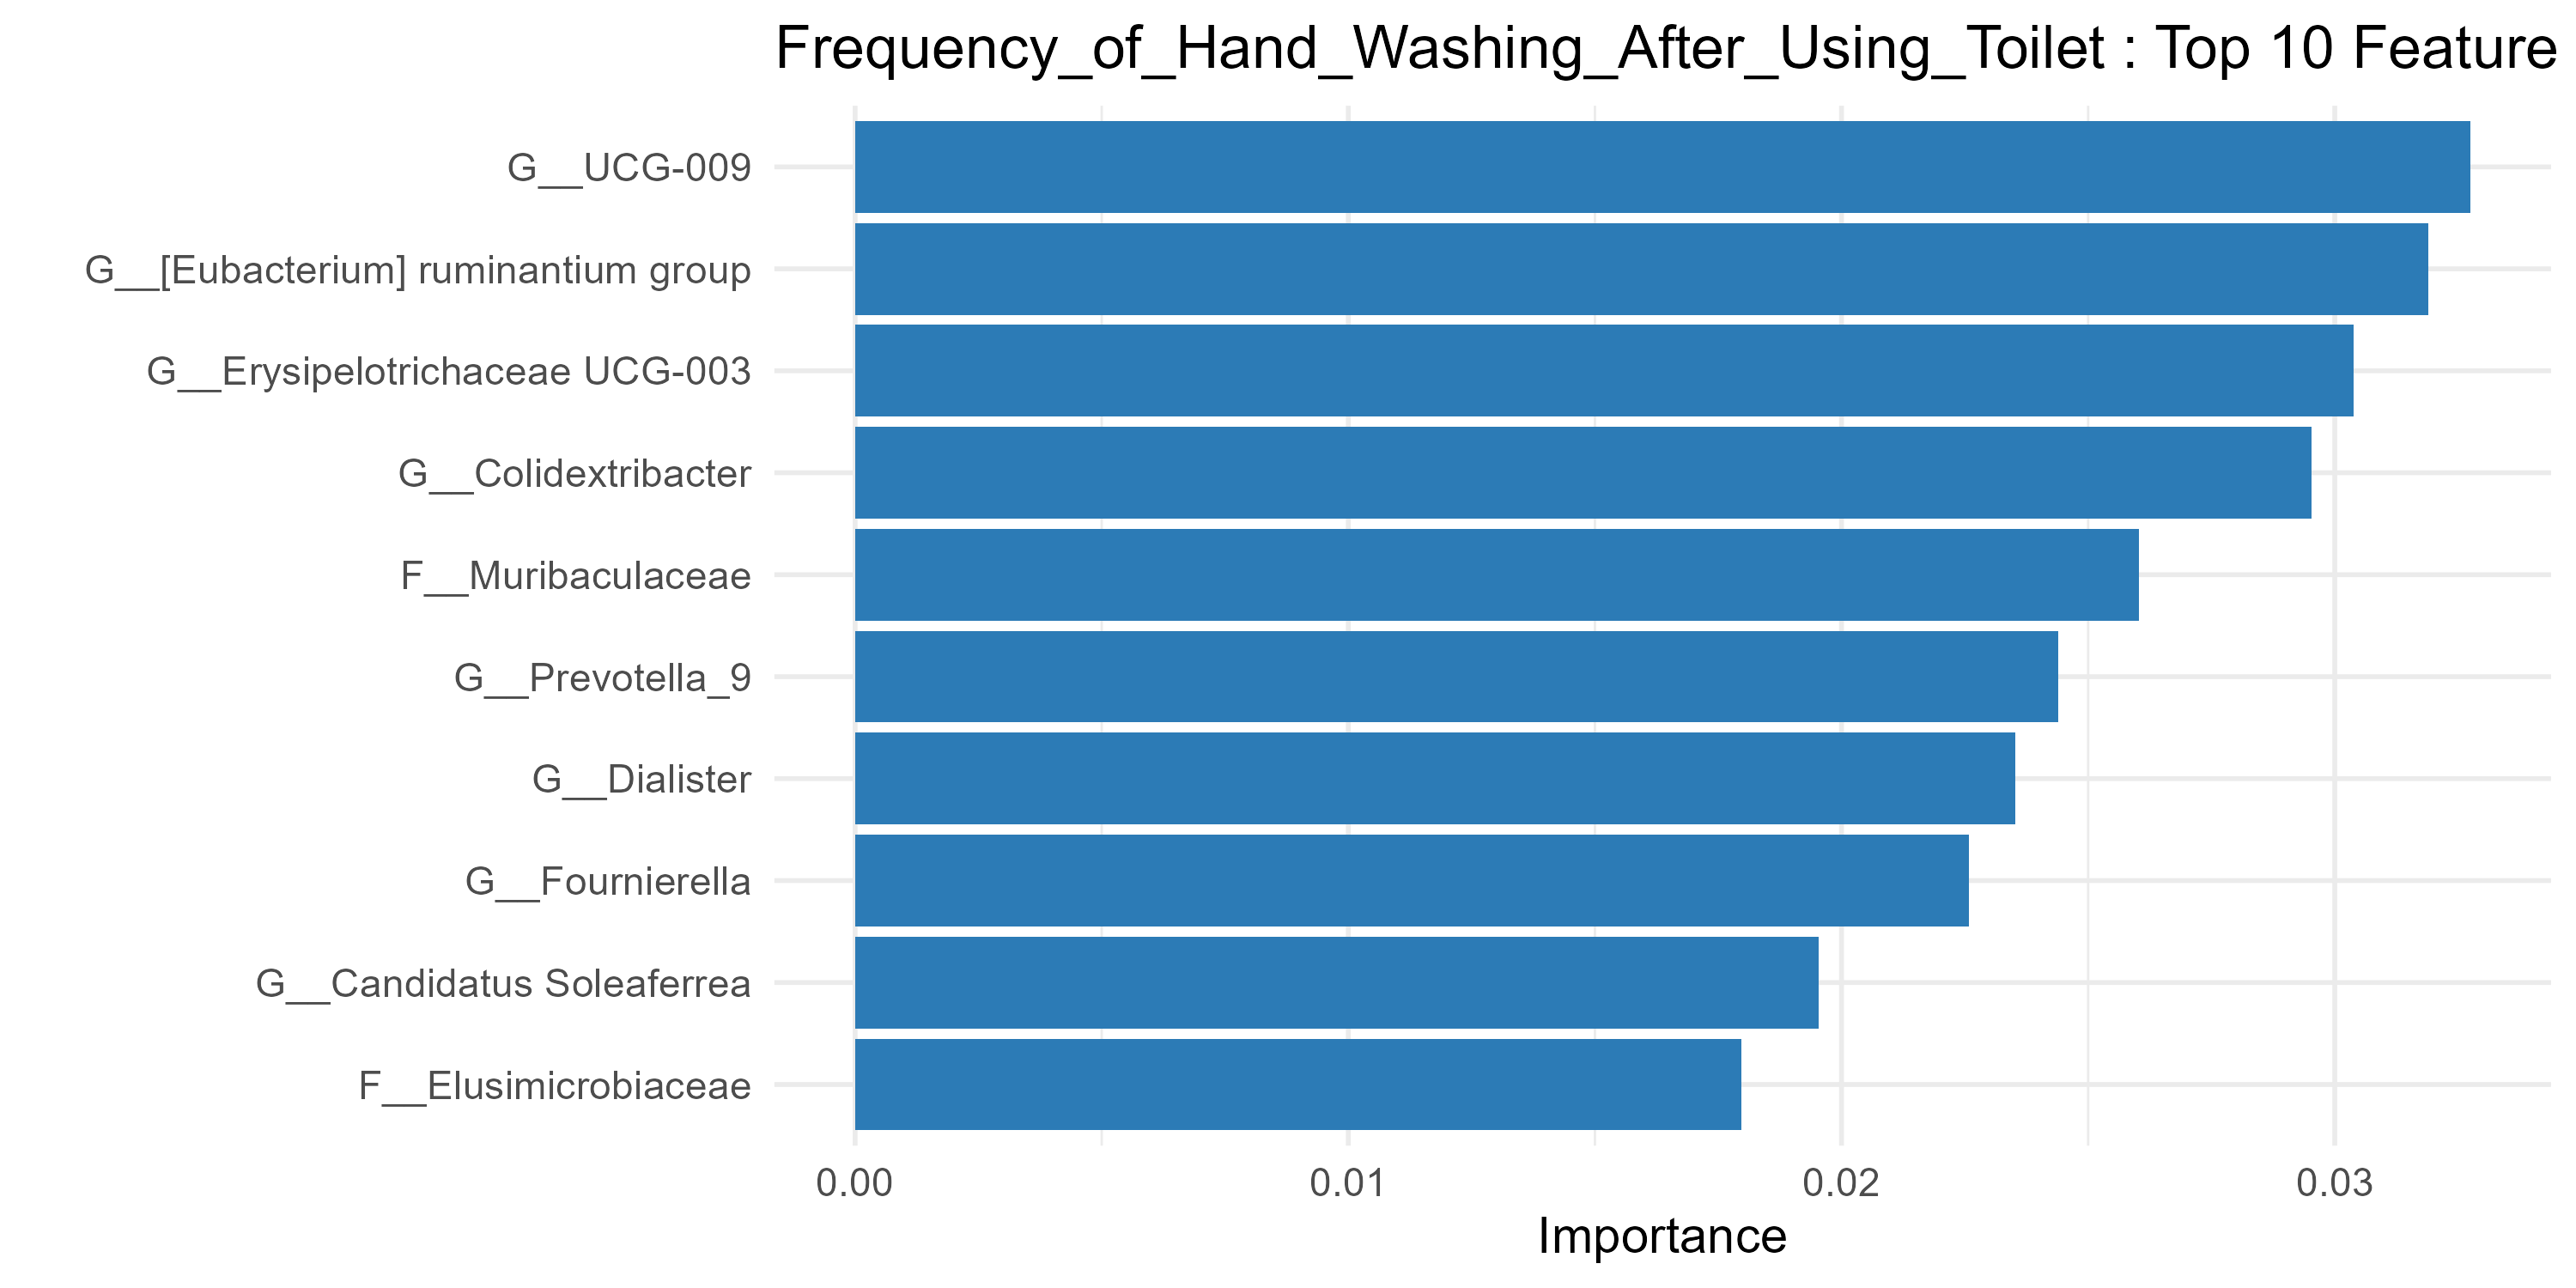 Frequency_of_Hand_Washing_After_Using_Toilet : Top 10 Feature
G__UCG-009
G__[Eubacterium] ruminantium group
G__Erysipelotrichaceae UCG-003
G__Colidextribacter
F__Muribaculaceae
G__Prevotella_9
G__Dialister
G__Fournierella
G__Candidatus Soleaferrea
F__Elusimicrobiaceae
0.00 0.01 0.02 0.03
Importance